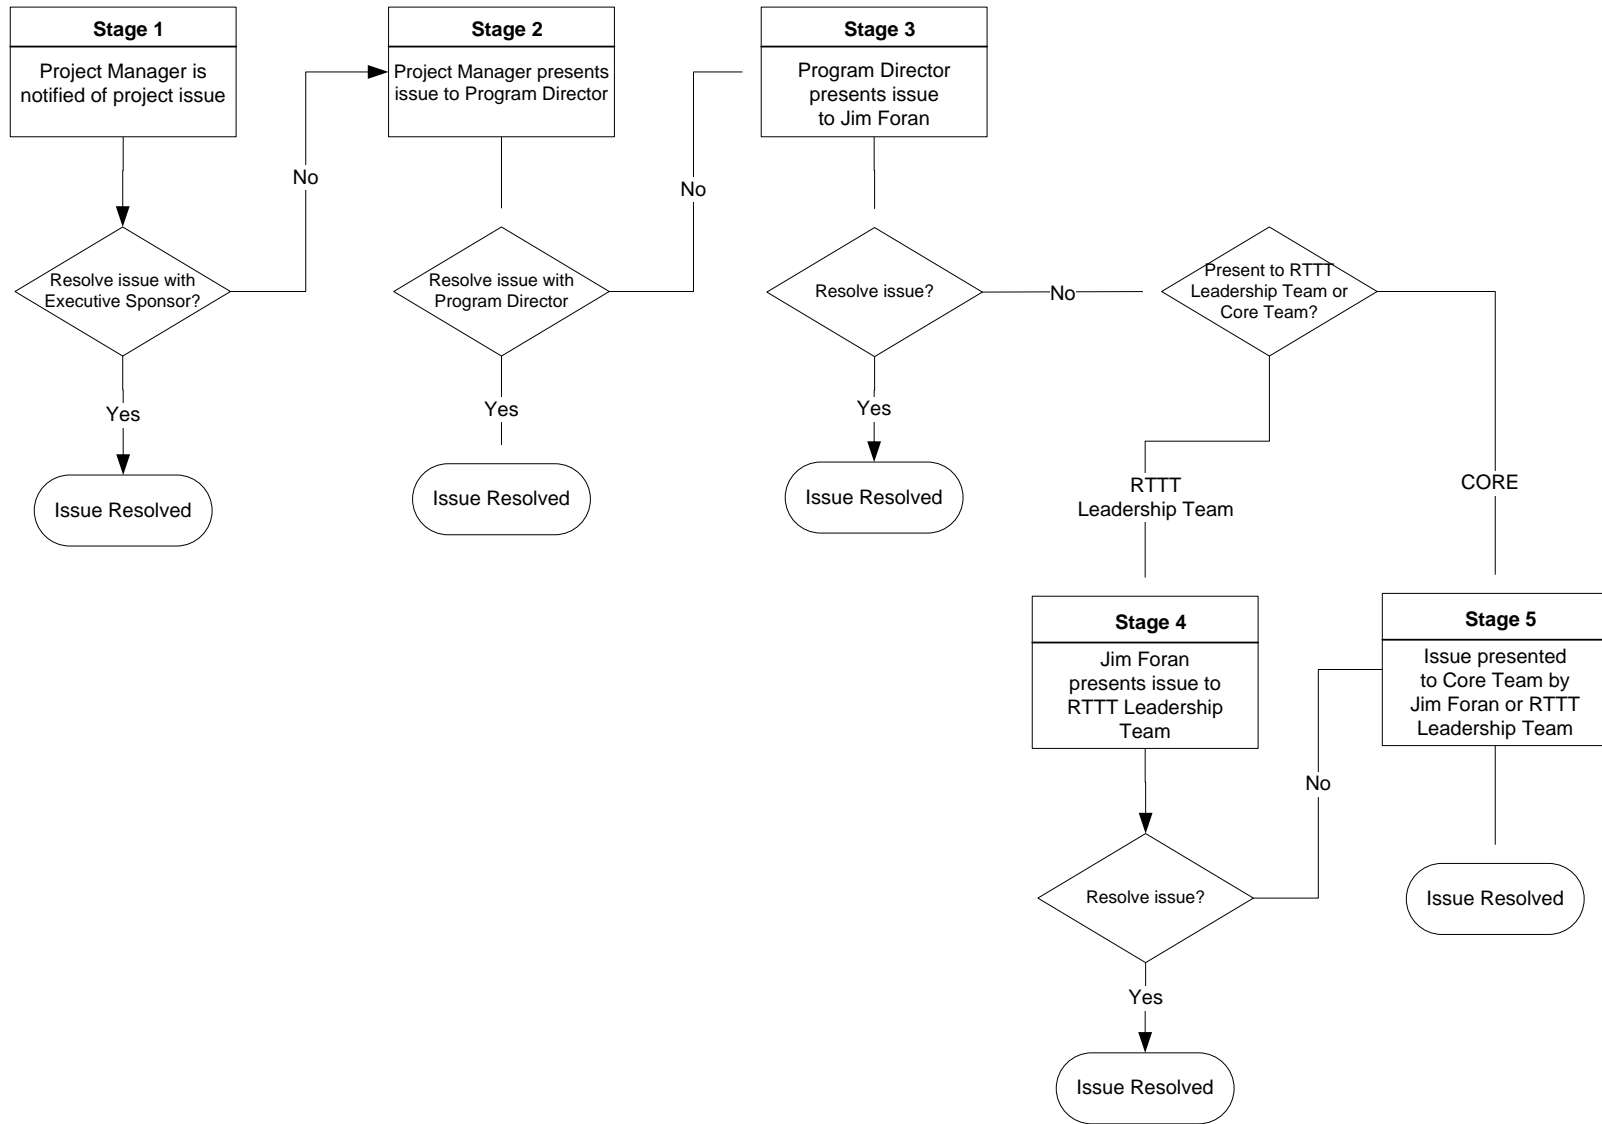 Stage 1
Project Manager is
notified of project issue
No
Resolve issue with
Executive Sponsor?
Yes
Issue Resolved
Stage 2
Project Manager presents
issue to Program Director
No
Resolve issue with
Program Director
Yes
Issue Resolved
Stage 3
Program Director
presents issue
to Jim Foran
Resolve issue?
No
Yes
Issue Resolved
Present to RTTT
Leadership Team or
Core Team?
RTTT
Leadership Team
CORE
Stage 4
Jim Foran
presents issue to
RTTT Leadership
Team
Resolve issue?
No
Yes
Issue Resolved
Stage 5
Issue presented
to Core Team by
Jim Foran or RTTT
Leadership Team
Issue Resolved